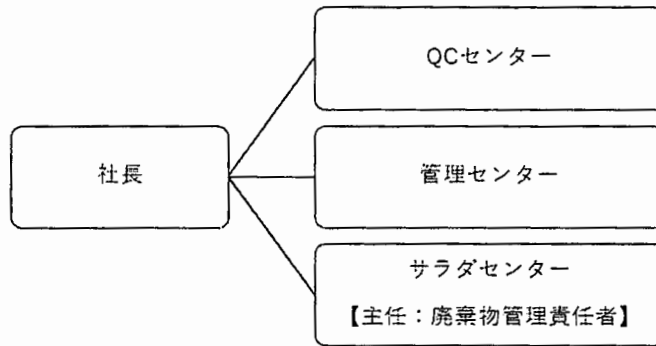 QCセンター
社長
管理センター
サラダセンター
【主任：廃棄物管理責任者】